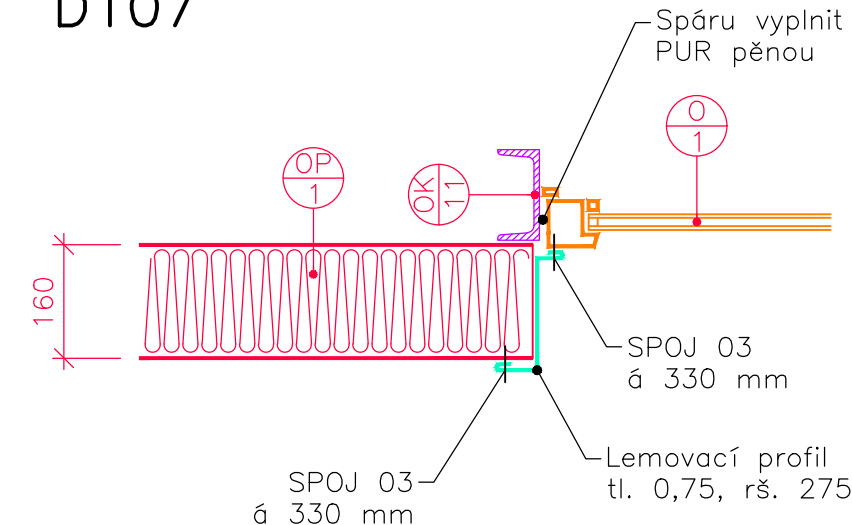 D107
Spáru vyplnit
PUR pěnou
O
1
OP
1
OK
11
160
SPOJ 03
á 330 mm
Lemovací profil
tl. 0,75, rš. 275
SPOJ 03
á 330 mm